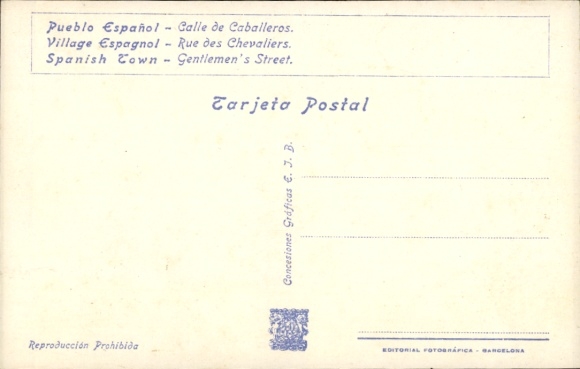 Pueblo Español - Calle de Caballeros.
Village Espagnol - Rue des Chevaliers.
Spanish Town - Gentlemen's Street.
Tarjeta Postal
Concesiones Gráficas E. I. B.
Reproducción Prohibida
EDITORIAL FOTOGRÁFICA - BARCELONA